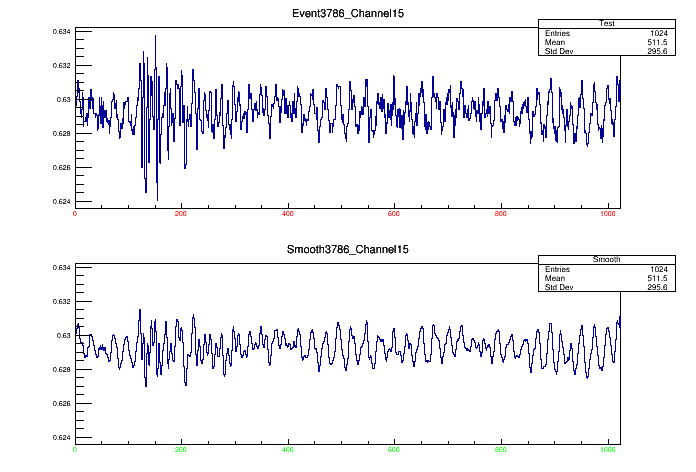 Event3786_Channel15
Test
Entries 1024
Mean 511.5
Std Dev 295.6
0.634
0.632
0.63
0.628
0.626
0.624
0 200 400 600 800 1000
Smooth3786_Channel15
Smooth
Entries 1024
Mean 511.5
Std Dev 295.6
0.634
0.632
0.63
0.628
0.626
0.624
0 200 400 600 800 1000